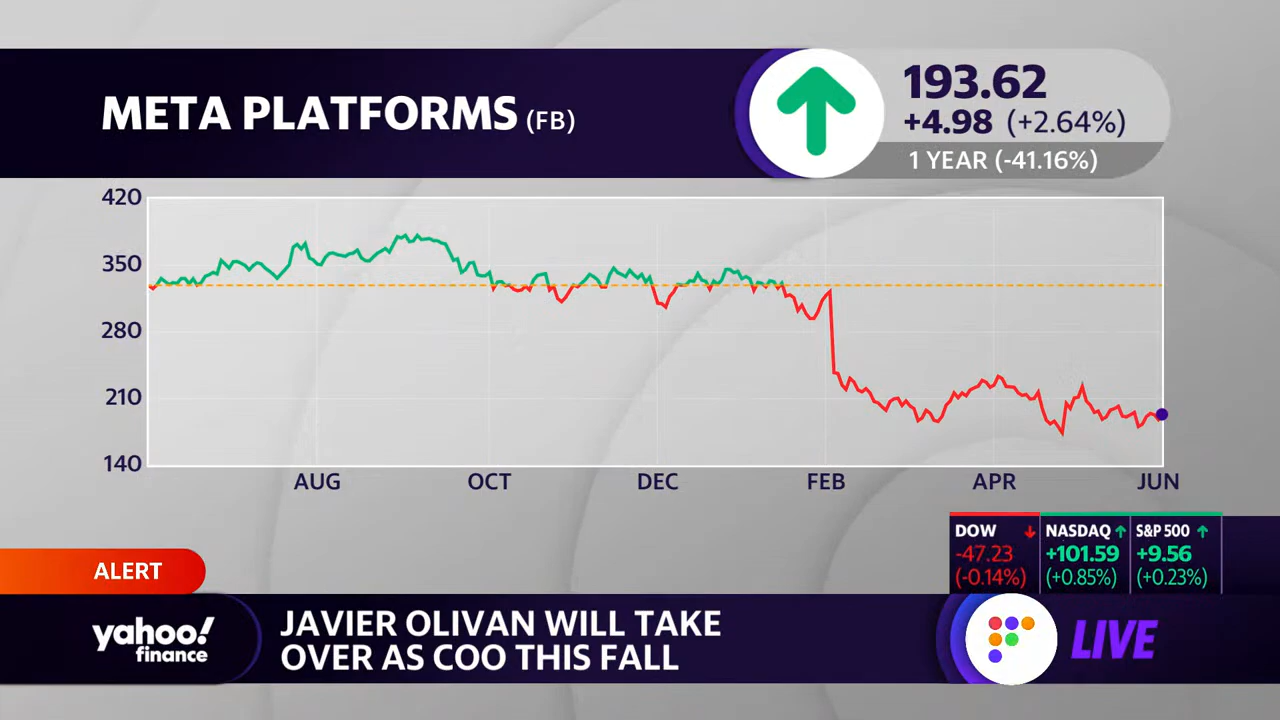 META PLATFORMS (FB)
193.62
+4.98 (+2.64%)
1 YEAR (-41.16%)
420
350
280
210
140
AUG OCT DEC FEB APR JUN
DOW NASDAQ S&P 500
-47.23 +101.59 +9.56
(-0.14%) (+0.85%) (+0.23%)
ALERT
yahoo!
finance
JAVIER OLIVAN WILL TAKE
OVER AS COO THIS FALL
LIVE